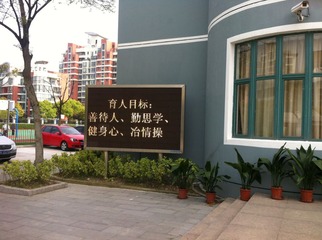 育人目标：
善待人、勤思学、
健身心、冶情操